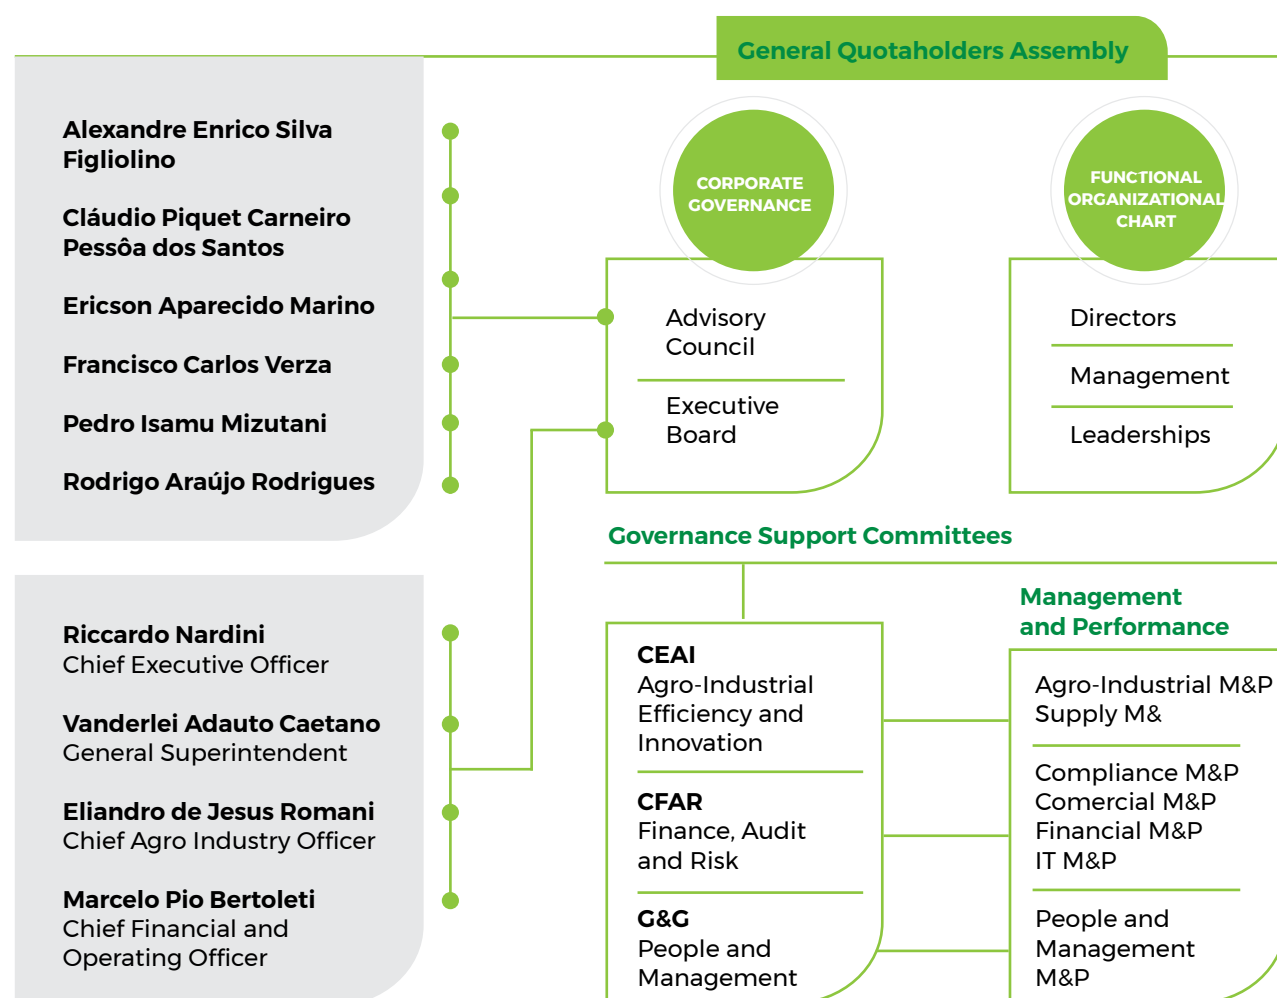 General Quotaholders Assembly
Alexandre Enrico Silva
Figliolino
Cláudio Piquet Carneiro
Pessôa dos Santos
Ericson Aparecido Marino
Francisco Carlos Verza
Pedro Isamu Mizutani
Rodrigo Araújo Rodrigues
CORPORATE
GOVERNANCE
Advisory
Council
Executive
Board
FUNCTIONAL
ORGANIZATIONAL
CHART
Directors
Management
Leaderships
Riccardo Nardini
Chief Executive Officer
Vanderlei Adauto Caetano
General Superintendent
Eliandro de Jesus Romani
Chief Agro Industry Officer
Marcelo Pio Bertoleti
Chief Financial and
Operating Officer
Governance Support Committees
CEAI
Agro-Industrial
Efficiency and
Innovation
CFAR
Finance, Audit
and Risk
G&G
People and
Management
Management
and Performance
Agro-Industrial M&P
Supply M&
Compliance M&P
Comercial M&P
Financial M&P
IT M&P
People and
Management
M&P